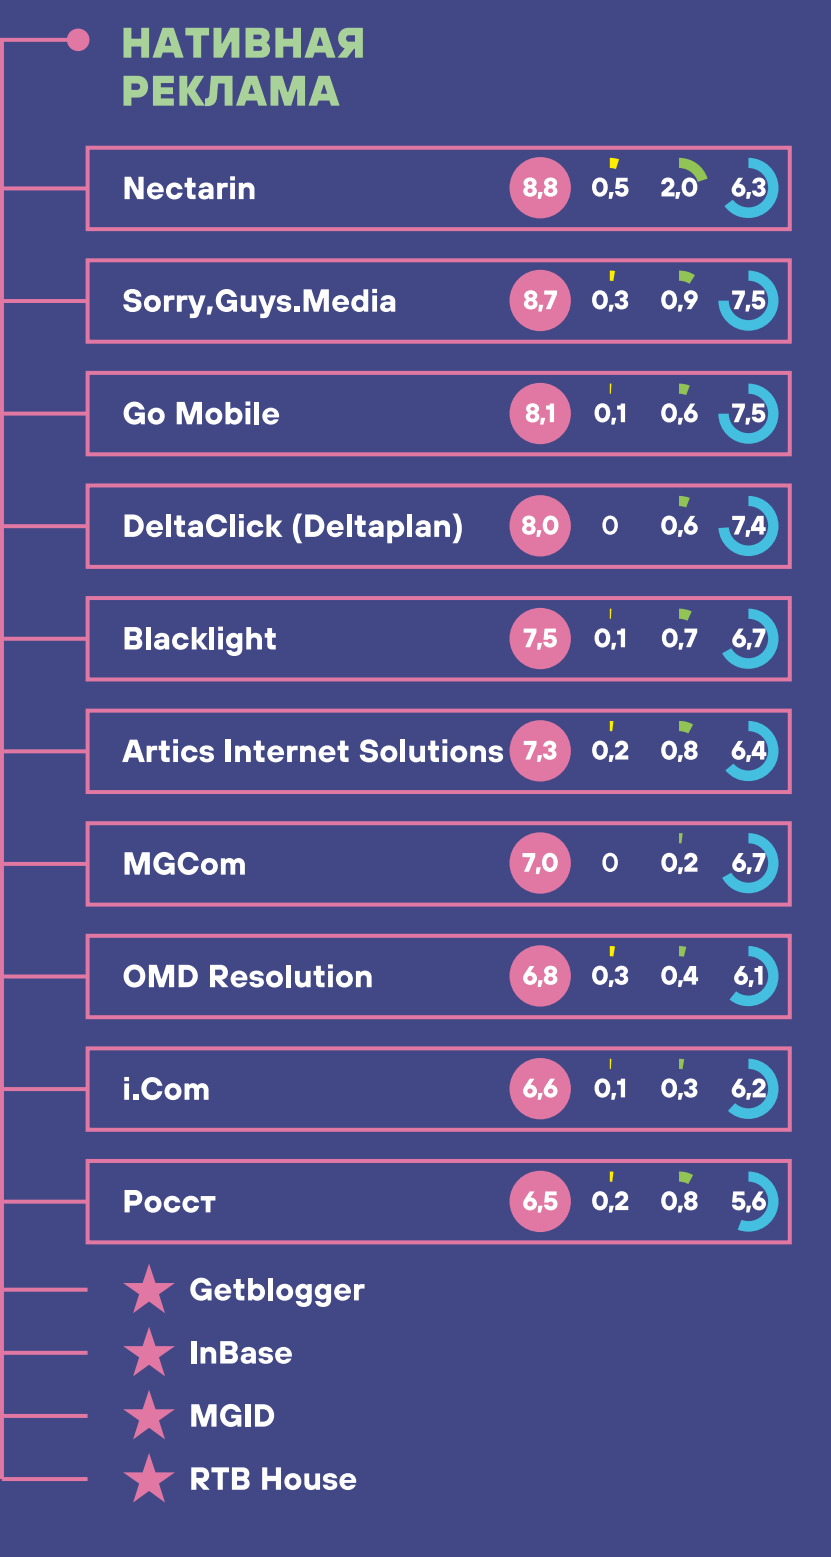 НАТИВНАЯ
РЕКЛАМА
Nectarin 8,8 0,5 2,0 6,3
Sorry,Guys.Media 8,7 0,3 0,9 7,5
Go Mobile 8,1 0,1 0,6 7,5
DeltaClick (Deltaplan) 8,0 0 0,6 7,4
Blacklight 7,5 0,1 0,7 6,7
Artics Internet Solutions 7,3 0,2 0,8 6,4
MGCom 7,0 0 0,2 6,7
OMD Resolution 6,8 0,3 0,4 6,1
i.Com 6,6 0,1 0,3 6,2
Росст 6,5 0,2 0,8 5,6
Getblogger
InBase
MGID
RTB House